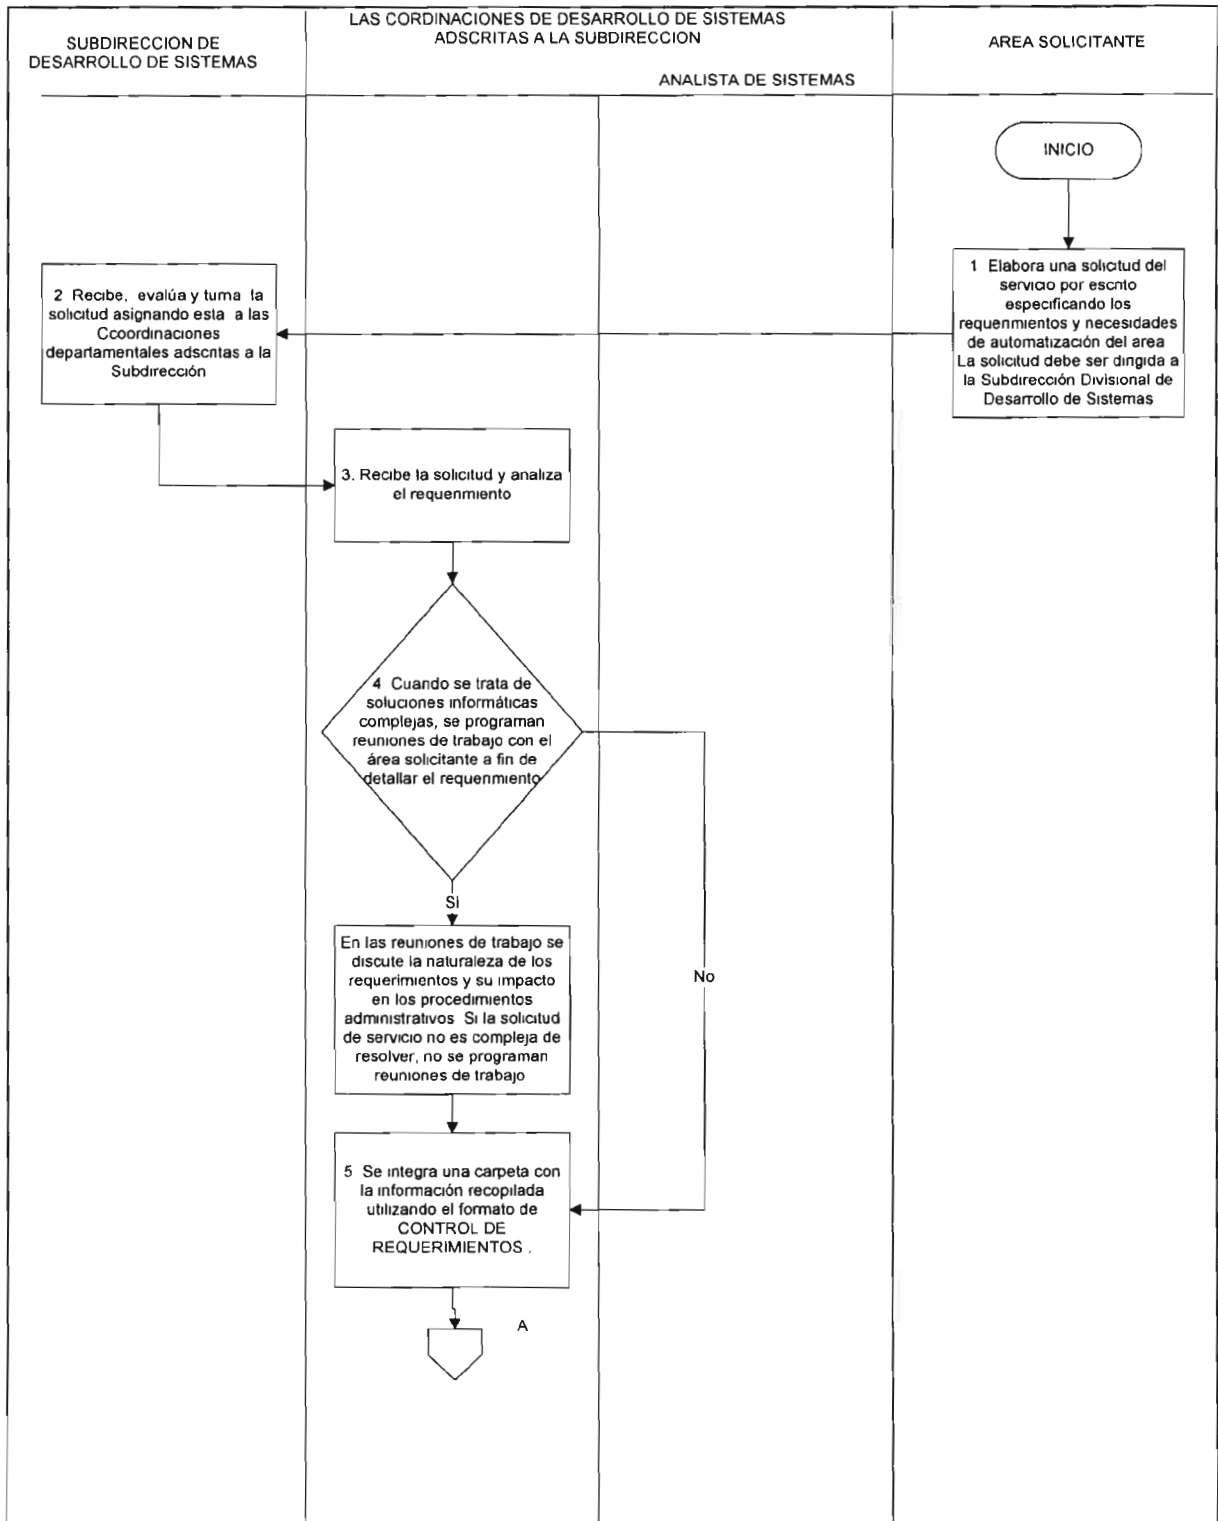 SUBDIRECCION DE
DESARROLLO DE SISTEMAS
LAS CORDINACIONES DE DESARROLLO DE SISTEMAS
ADSCRITAS A LA SUBDIRECCION
ANALISTA DE SISTEMAS
AREA SOLICITANTE
INICIO
1 Elabora una solicitud del
servicio por escrito
especificando los
requerimientos y necesidades
de automatización del area
La solicitud debe ser dirigida a
la Subdirección Divisional de
Desarrollo de Sistemas
2 Recibe, evalúa y turna la
solicitud asignando esta a las
Ccoordinaciones
departamentales adscritas a la
Subdirección
3. Recibe la solicitud y analiza
el requerimiento
4 Cuando se trata de
soluciones informáticas
complejas, se programan
reuniones de trabajo con el
área solicitante a fin de
detallar el requerimiento
Si
No
En las reuniones de trabajo se
discute la naturaleza de los
requerimientos y su impacto
en los procedimientos
administrativos Si la solicitud
de servicio no es compleja de
resolver, no se programan
reuniones de trabajo
5 Se integra una carpeta con
la información recopilada
utilizando el formato de
CONTROL DE
REQUERIMIENTOS .
A